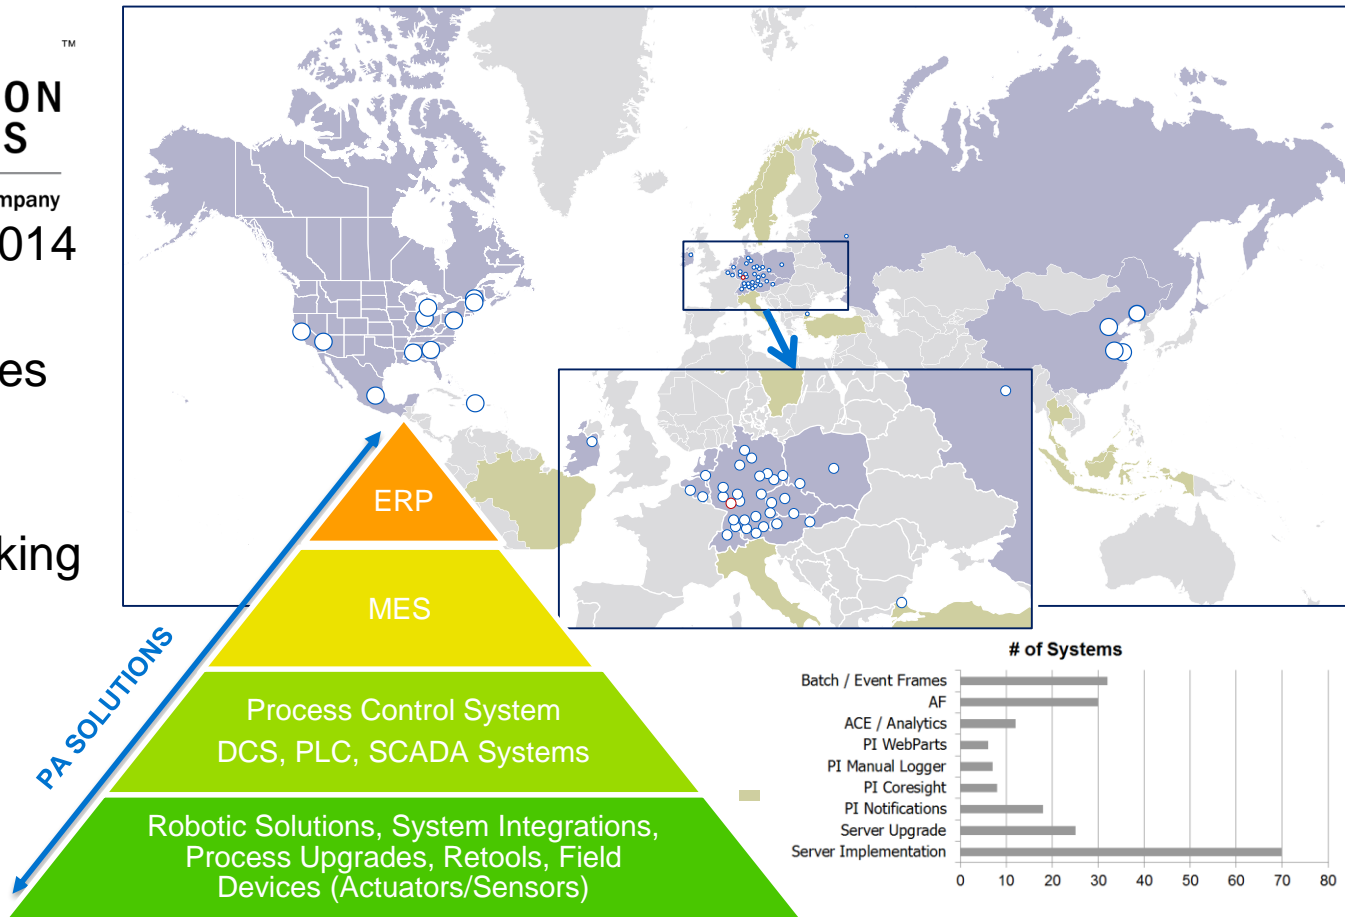 ™
ON
S
mpany
014
es
king
PA SOLUTIONS
ERP
MES
Process Control System
DCS, PLC, SCADA Systems
Robotic Solutions, System Integrations,
Process Upgrades, Retools, Field
Devices (Actuators/Sensors)
# of Systems
Batch / Event Frames
AF
ACE / Analytics
PI WebParts
PI Manual Logger
PI Coresight
PI Notifications
Server Upgrade
Server Implementation
0 10 20 30 40 50 60 70 80